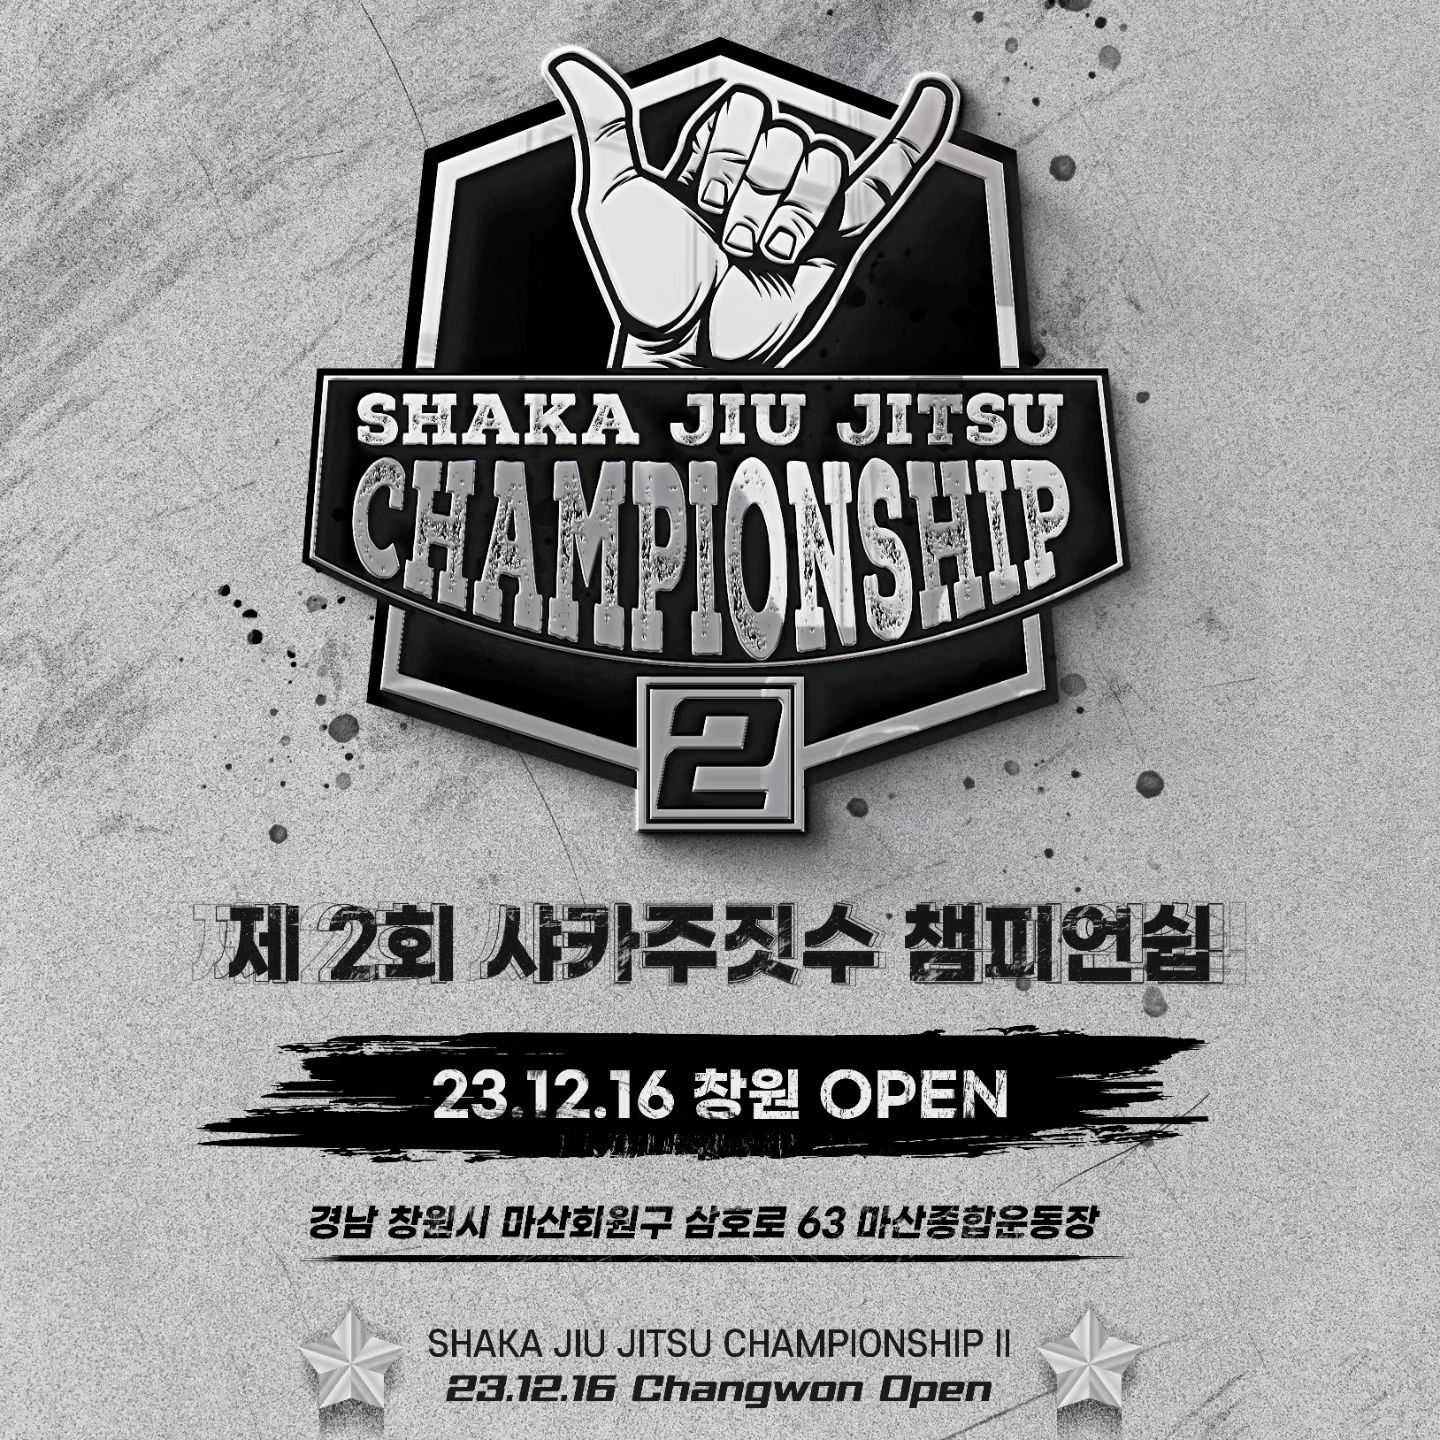 SHAKA JIU JITSU
CHAMPIONSHIP
2
제 2회 샤카주짓수 챔피언쉽
23.12.16 창원 OPEN
경남 창원시 마산회원구 삼호로 63 마산종합운동장
SHAKA JIU JITSU CHAMPIONSHIP II
23.12.16 Changwon Open